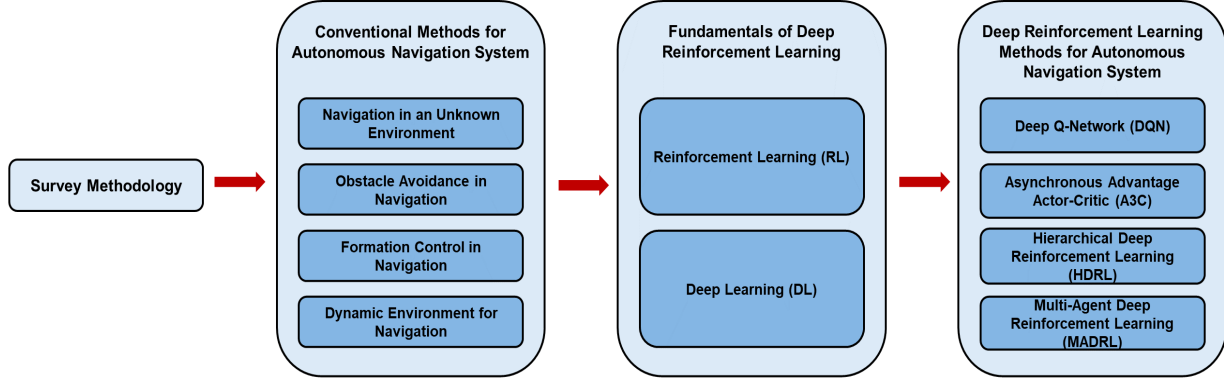 Survey Methodology
Conventional Methods for
Autonomous Navigation System
Navigation in an Unknown
Environment
Obstacle Avoidance in
Navigation
Formation Control in
Navigation
Dynamic Environment for
Navigation
Fundamentals of Deep
Reinforcement Learning
Reinforcement Learning (RL)
Deep Learning (DL)
Deep Reinforcement Learning
Methods for Autonomous
Navigation System
Deep Q-Network (DQN)
Asynchronous Advantage
Actor-Critic (A3C)
Hierarchical Deep
Reinforcement Learning
(HDRL)
Multi-Agent Deep
Reinforcement Learning
(MADRL)